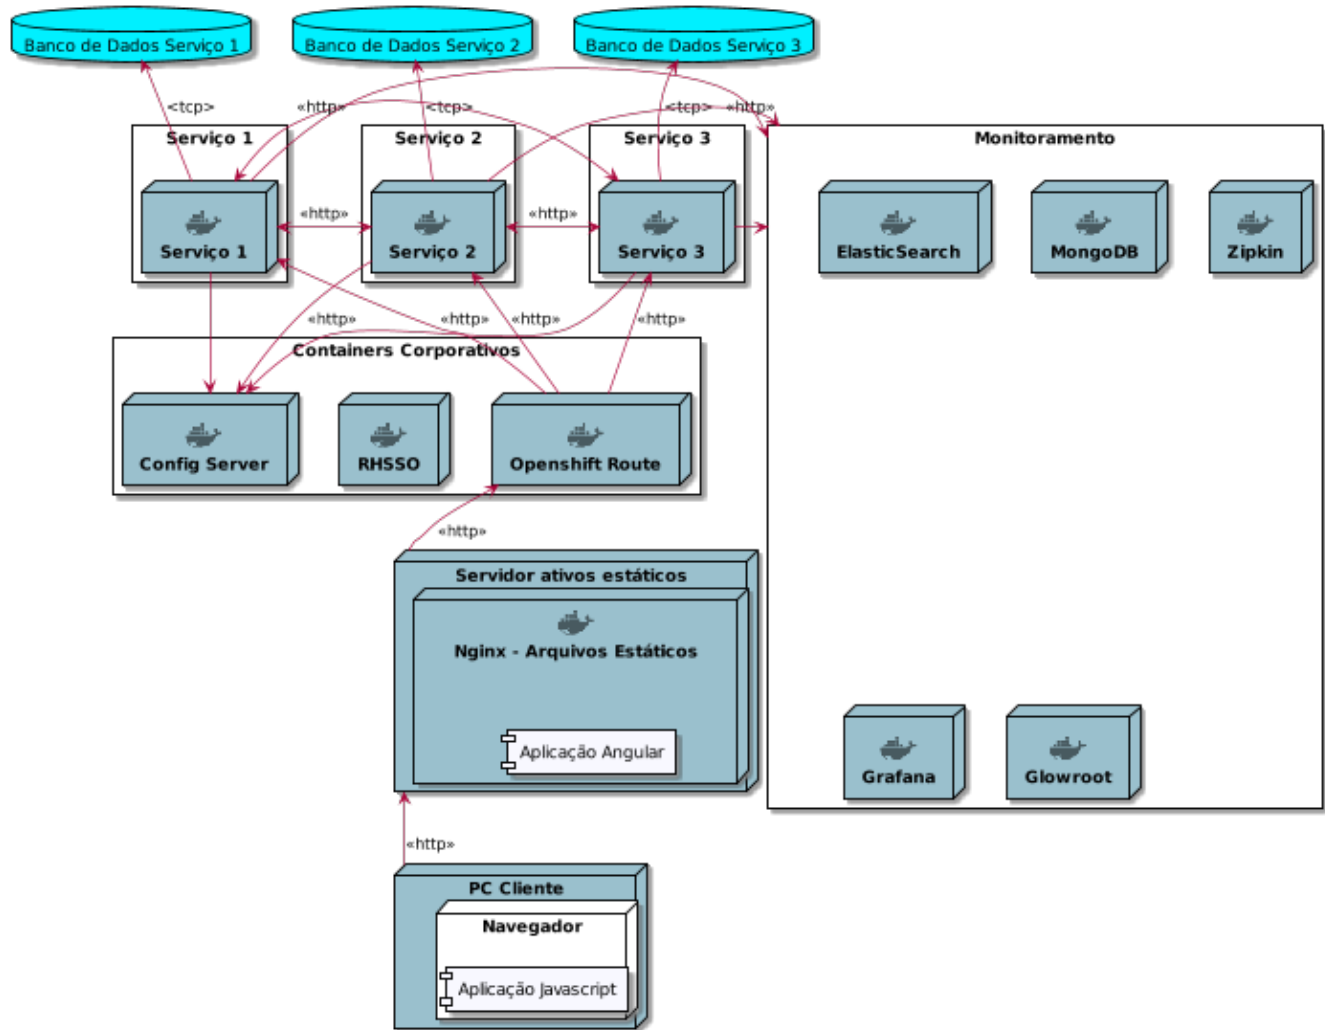 Banco de Dados Serviço 1
Banco de Dados Serviço 2
Banco de Dados Serviço 3
<tcp>
«http»
<tcp>
<tcp>
«http»
Serviço 1
Serviço 2
Serviço 3
Monitoramento
Serviço 1
«http»
Serviço 2
«http»
Serviço 3
ElasticSearch
MongoDB
Zipkin
«http»
«http»
«http»
«http»
Containers Corporativos
Config Server
RHSSO
Openshift Route
«http»
Servidor ativos estáticos
Nginx - Arquivos Estáticos
Aplicação Angular
Grafana
Glowroot
«http»
PC Cliente
Navegador
Aplicação Javascript